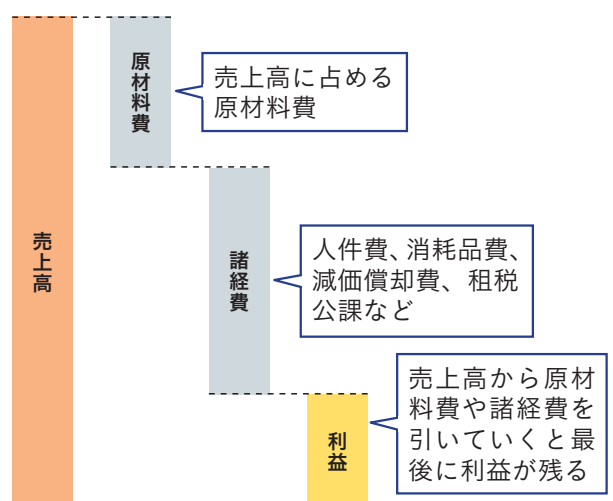 原材料費
売上高に占める
原材料費
売上高
諸経費
人件費、消耗品費、
減価償却費、租税
公課など
売上高から原材
料費や諸経費を
引いていくと最
後に利益が残る
利益